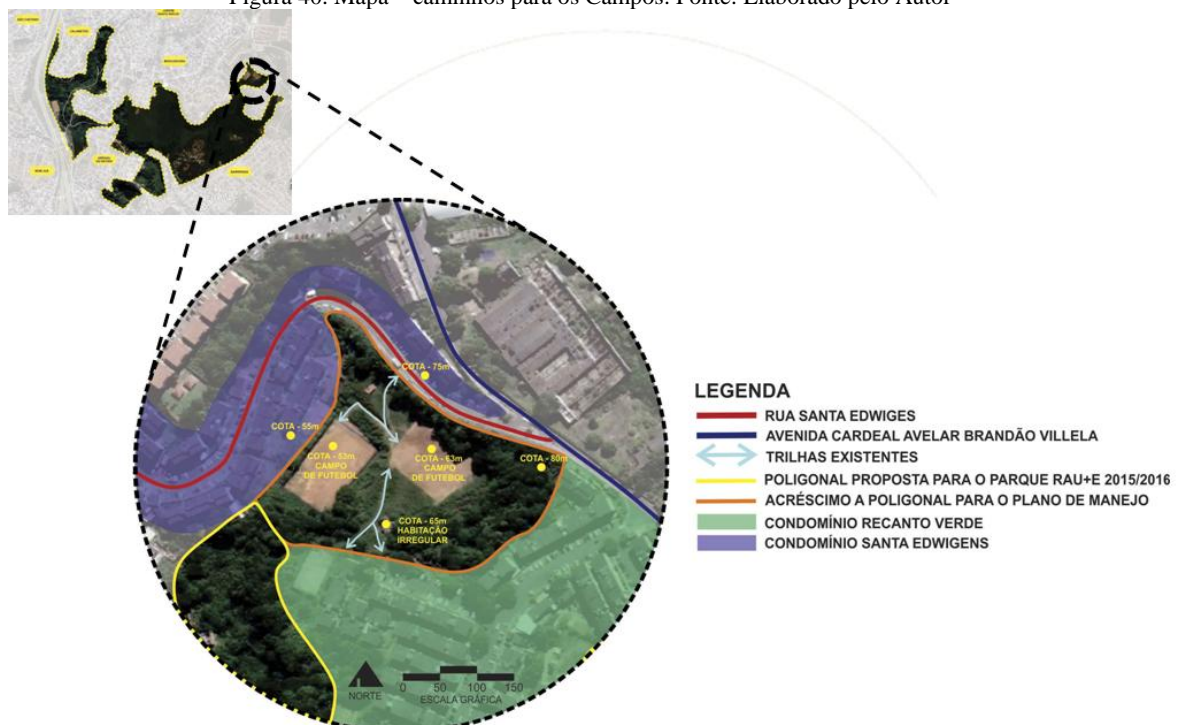 Figura 40: Mapa – caminhos para os Campos. Fonte: Elaborado pelo Autor
COTA - 75m
COTA - 55m
COTA - 53m
CAMPO
DE FUTEBOL
COTA - 63m
CAMPO
DE FUTEBOL
COTA - 80m
COTA - 65m
HABITAÇÃO
IRREGULAR
NORTE
0 50 100 150
ESCALA GRÁFICA
LEGENDA
RUA SANTA EDWIGES
AVENIDA CARDEAL AVELAR BRANDÃO VILLELA
TRILHAS EXISTENTES
POLIGONAL PROPOSTA PARA O PARQUE RAU+E 2015/2016
ACRÉSCIMO A POLIGONAL PARA O PLANO DE MANEJO
CONDOMÍNIO RECANTO VERDE
CONDOMÍNIO SANTA EDWIGENS